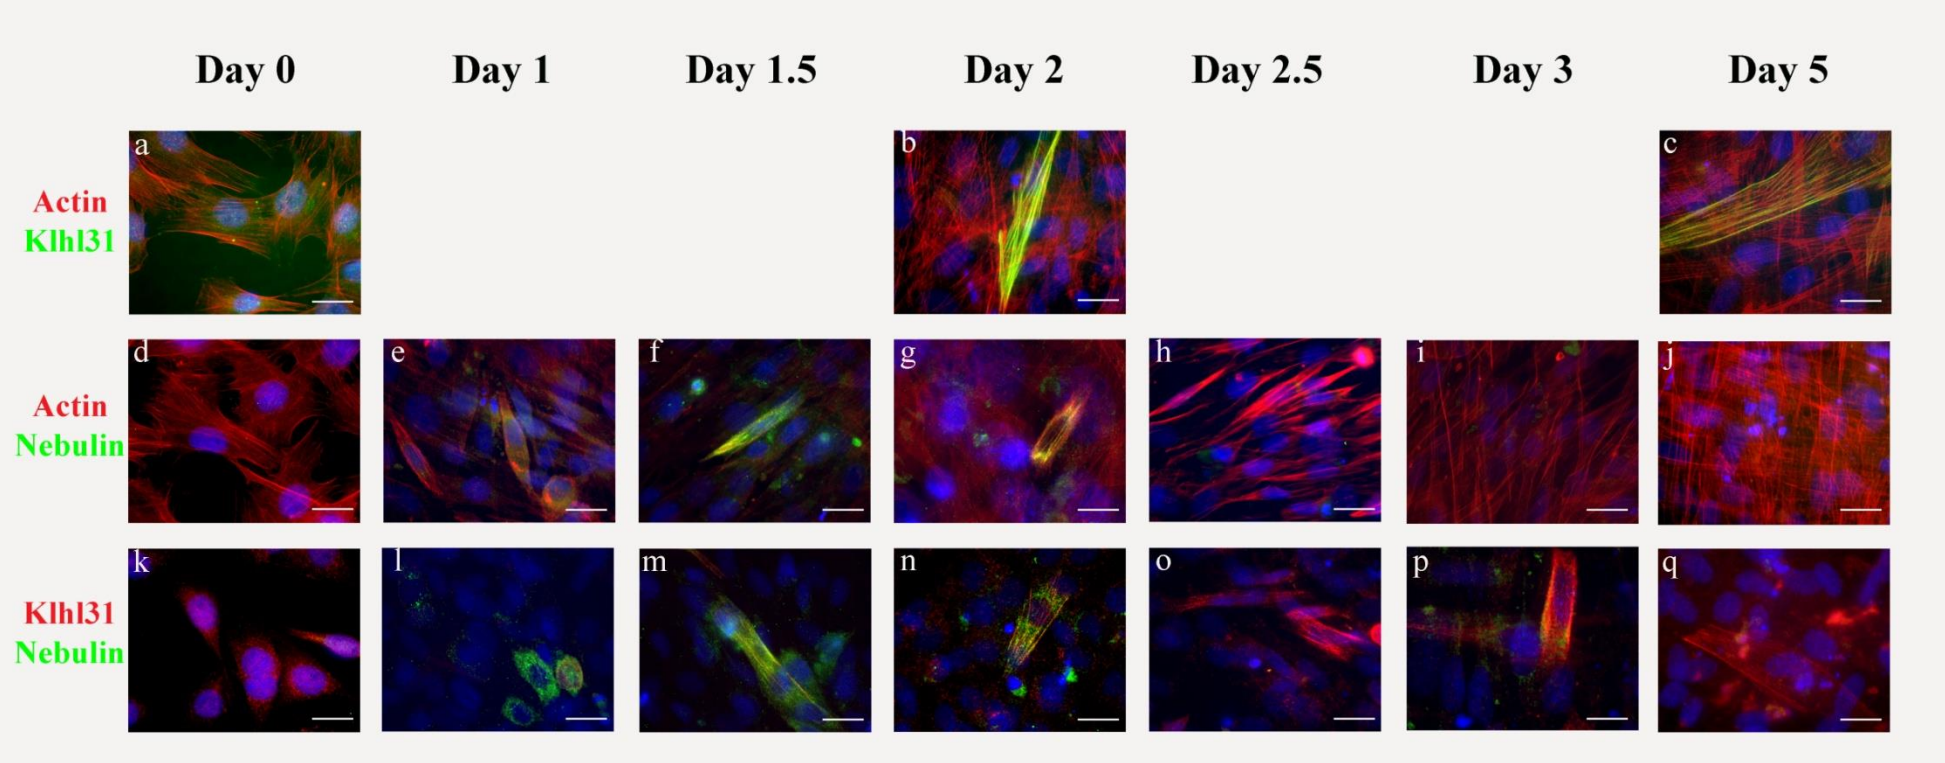 Day 0 Day 1 Day 1.5 Day 2 Day 2.5 Day 3 Day 5
a b c
Actin
Klhl31
d e f g h i j
Actin
Nebulin
k l m n o p q
Klhl31
Nebulin